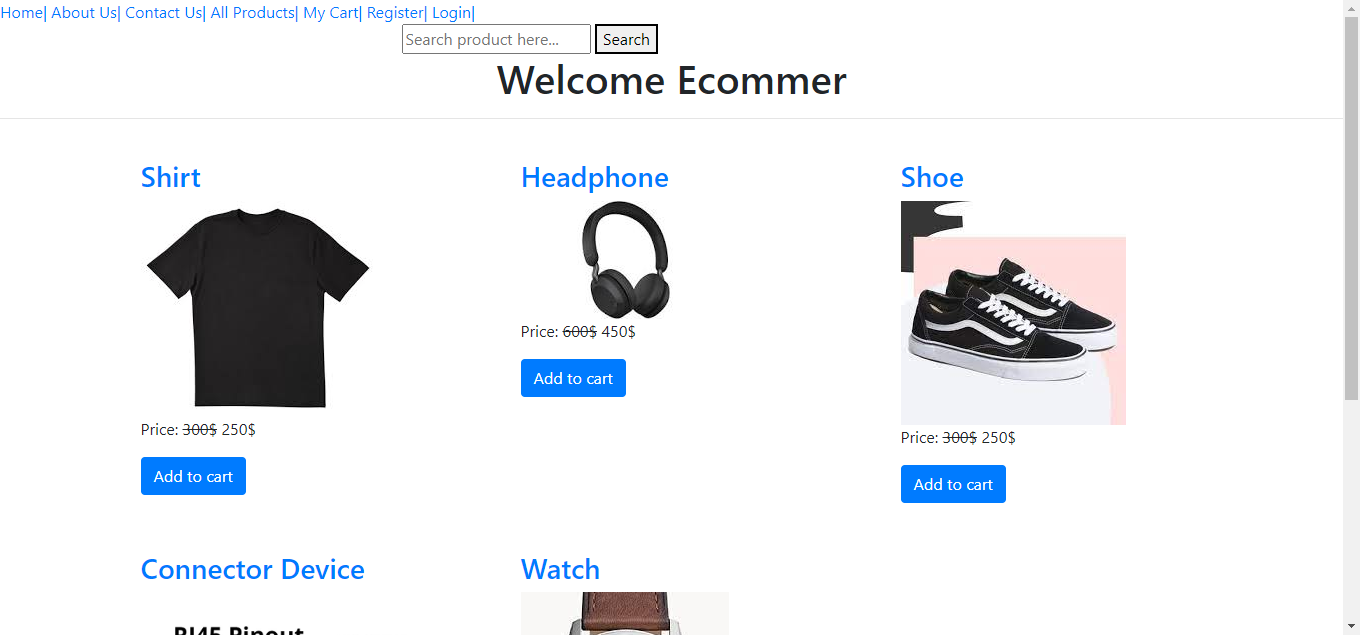 Home| About Us| Contact Us| All Products| My Cart| Register| Login|
Search product here... Search
Welcome Ecommer
Shirt
Price: 300$ 250$
Add to cart
Headphone
Price: 600$ 450$
Add to cart
Shoe
Price: 300$ 250$
Add to cart
Connector Device
RJ45 Pinout
Watch